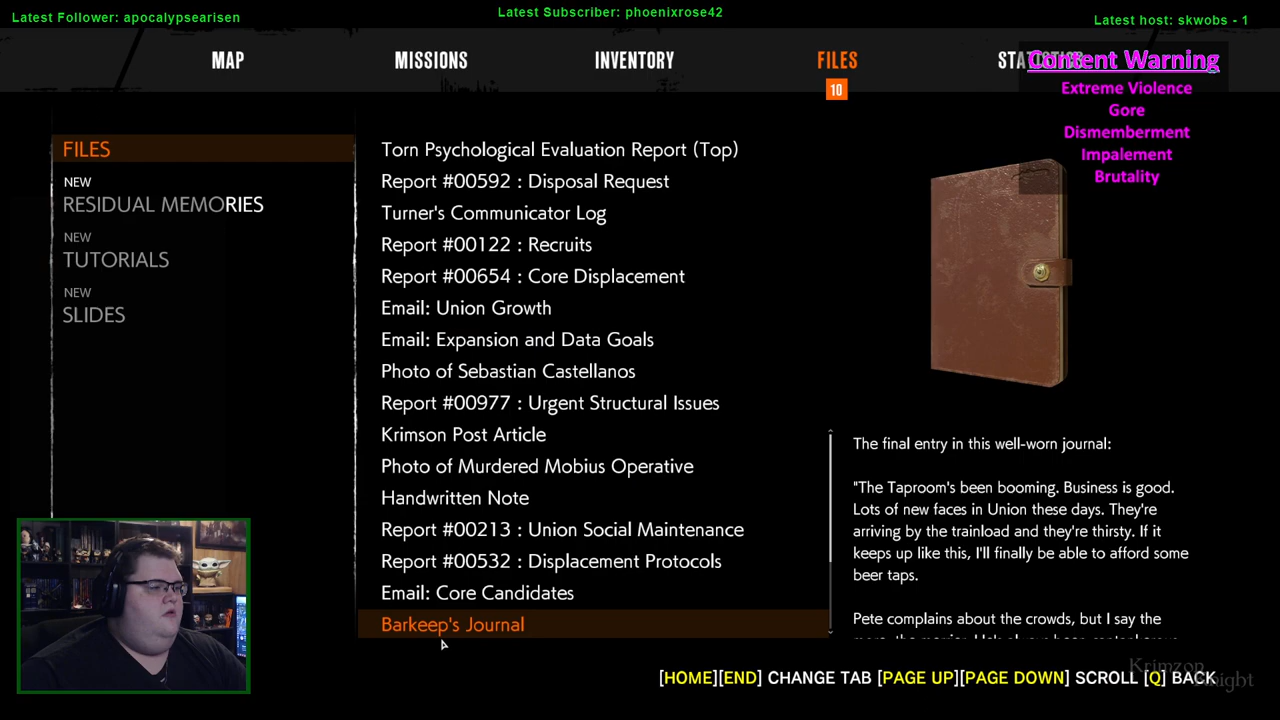 Latest Follower: apocalypsearisen
Latest Subscriber: phoenixrose42
Latest host: skwobs - 1
MAP
MISSIONS
INVENTORY
FILES
10
Content Warning
Extreme Violence
Gore
Dismemberment
Impalement
Brutality
FILES
NEW
RESIDUAL MEMORIES
NEW
TUTORIALS
NEW
SLIDES
Torn Psychological Evaluation Report (Top)
Report #00592 : Disposal Request
Turner's Communicator Log
Report #00122 : Recruits
Report #00654 : Core Displacement
Email: Union Growth
Email: Expansion and Data Goals
Photo of Sebastian Castellanos
Report #00977 : Urgent Structural Issues
Krimson Post Article
Photo of Murdered Mobius Operative
Handwritten Note
Report #00213 : Union Social Maintenance
Report #00532 : Displacement Protocols
Email: Core Candidates
Barkeep's Journal
The final entry in this well-worn journal:
"The Taproom's been booming. Business is good.
Lots of new faces in Union these days. They're
arriving by the trainload and they're thirsty. If it
keeps up like this, I'll finally be able to afford some
beer taps.
Pete complains about the crowds, but I say the
[HOME][END] CHANGE TAB [PAGE UP][PAGE DOWN] SCROLL [Q] BACK
Krimzon
Knight